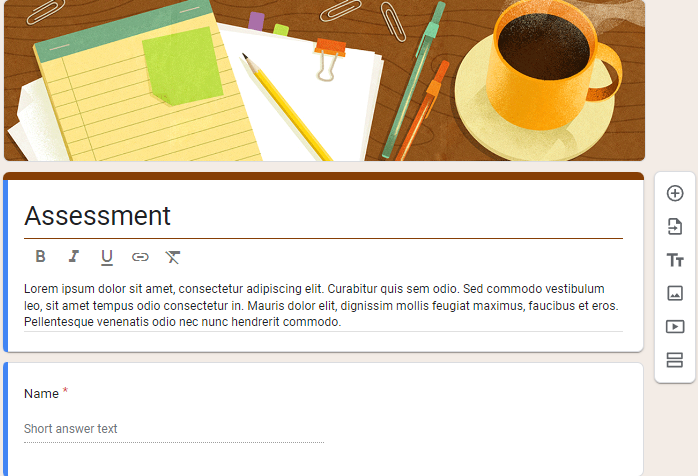 Assessment
B I U
Lorem ipsum dolor sit amet, consectetur adipiscing elit. Curabitur quis sem odio. Sed commodo vestibulum
leo, sit amet tempus odio consectetur in. Mauris dolor elit, dignissim mollis feugiat maximus, faucibus et eros.
Pellentesque venenatis odio nec nunc hendrerit commodo.
Tт
Name *
Short answer text